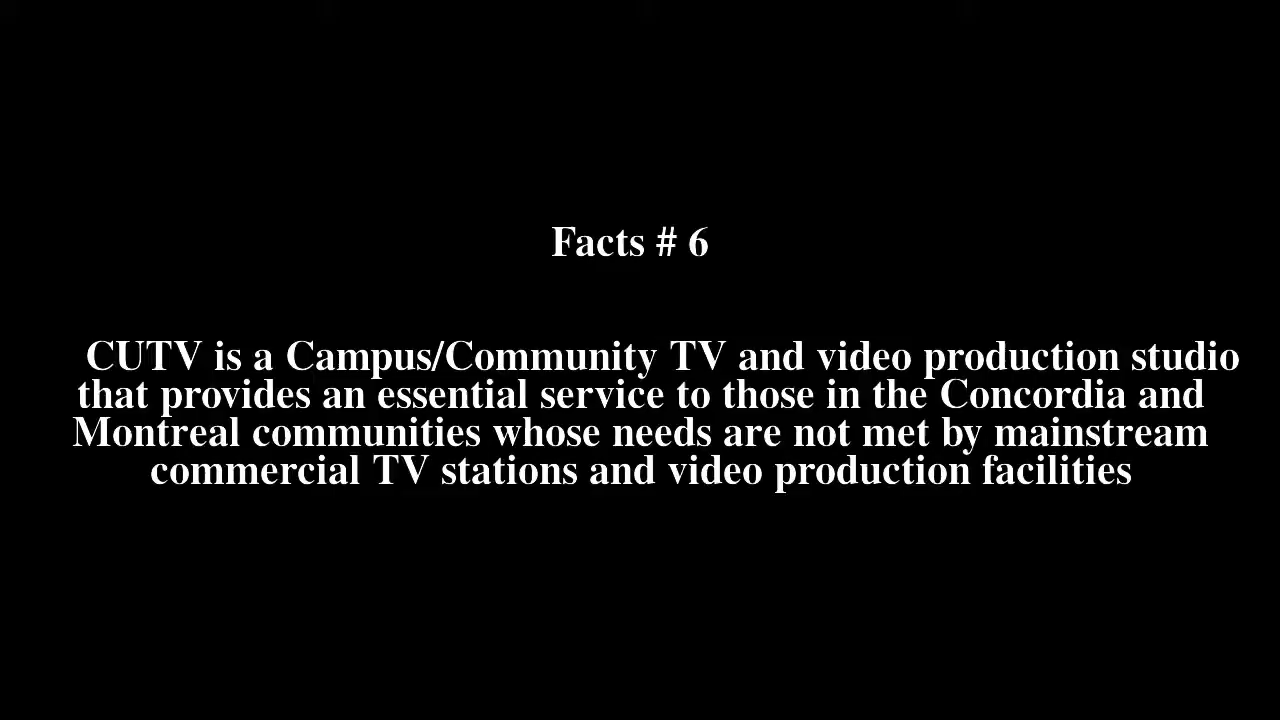 Facts # 6
CUTV is a Campus/Community TV and video production studio
that provides an essential service to those in the Concordia and
Montreal communities whose needs are not met by mainstream
commercial TV stations and video production facilities